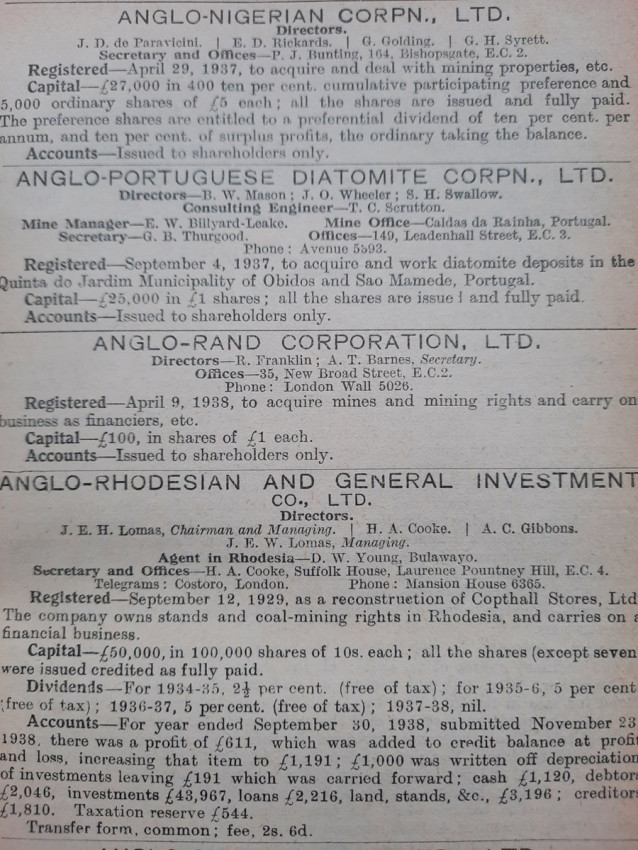 ANGLO-NIGERIAN CORPN., LTD.
Directors.
J. D. de Paravicini. | E. D. Rickards. | G. Golding. | G. H. Syrett.
Secretary and Offices—P. J. Bunting, 164, Bishopsgate, E.C. 2.
Registered—April 29, 1937, to acquire and deal with mining properties, etc.
Capital—£27,000 in 400 ten per cent. cumulative participating preference and
5,000 ordinary shares of £5 each; all the shares are issued and fully paid.
The preference shares are entitled to a preferential dividend of ten per cent. per
annum, and ten per cent. of surplus profits, the ordinary taking the balance.
Accounts—Issued to shareholders only.
ANGLO-PORTUGUESE DIATOMITE CORPN., LTD.
Directors—B. W. Mason; J. O. Wheeler; S. H. Swallow.
Consulting Engineer—T. C. Scrutton.
Mine Manager—E. W. Billyard-Leake. Mine Office—Caldas da Rainha, Portugal.
Secretary—G. B. Thurgood. Offices—149, Leadenhall Street, E.C. 3.
Phone: Avenue 5593.
Registered—September 4, 1937, to acquire and work diatomite deposits in the
Quinta do Jardim Municipality of Obidos and Sao Mamede, Portugal.
Capital—£25,000 in £1 shares; all the shares are issued and fully paid.
Accounts—Issued to shareholders only.
ANGLO-RAND CORPORATION, LTD.
Directors—R. Franklin; A. T. Barnes, Secretary.
Offices—35, New Broad Street, E.C.2.
Phone: London Wall 5026.
Registered—April 9, 1938, to acquire mines and mining rights and carry on
business as financiers, etc.
Capital—£100, in shares of £1 each.
Accounts—Issued to shareholders only.
ANGLO-RHODESIAN AND GENERAL INVESTMENT
CO., LTD.
Directors.
J. E. H. Lomas, Chairman and Managing. | H. A. Cooke. | A. C. Gibbons.
J. E. W. Lomas, Managing.
Agent in Rhodesia—D. W. Young, Bulawayo.
Secretary and Offices—H. A. Cooke, Suffolk House, Laurence Pountney Hill, E.C. 4.
Telegrams: Costoro, London. Phone: Mansion House 6365.
Registered—September 12, 1929, as a reconstruction of Copthall Stores, Ltd
The company owns stands and coal-mining rights in Rhodesia, and carries on a
financial business.
Capital—£50,000, in 100,000 shares of 10s. each; all the shares (except seven
were issued credited as fully paid.
Dividends—For 1934-35, 2½ per cent. (free of tax); for 1935-6, 5 per cent
(free of tax); 1936-37, 5 per cent. (free of tax); 1937-38, nil.
Accounts—For year ended September 30, 1938, submitted November 23
1938, there was a profit of £611, which was added to credit balance at profit
and loss, increasing that item to £1,191; £1,000 was written off depreciation
of investments leaving £191 which was carried forward; cash £1,120, debtors
£2,046, investments £43,967, loans £2,216, land, stands, &c., £3,196; creditors
£1,810. Taxation reserve £544.
Transfer form, common; fee, 2s. 6d.